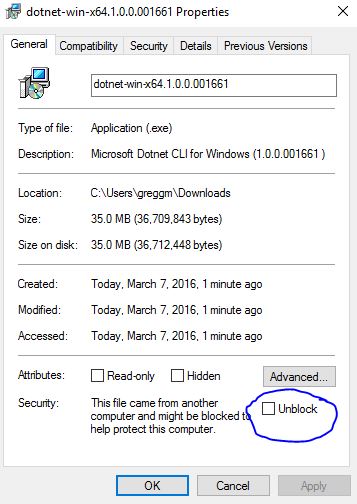 dotnet-win-x64.1.0.0.001661 Properties
General Compatibility Security Details Previous Versions
dotnet-win-x64.1.0.0.001661
Type of file: Application (.exe)
Description: Microsoft Dotnet CLI for Windows (1.0.0.001661 )
Location: C:\Users\greggm\Downloads
Size: 35.0 MB (36,709,843 bytes)
Size on disk: 35.0 MB (36,712,448 bytes)
Created: Today, March 7, 2016, 1 minute ago
Modified: Today, March 7, 2016, 1 minute ago
Accessed: Today, March 7, 2016, 1 minute ago
Attributes: Read-only Hidden Advanced...
Security: This file came from another
computer and might be blocked to
help protect this computer.
Unblock
OK Cancel Apply